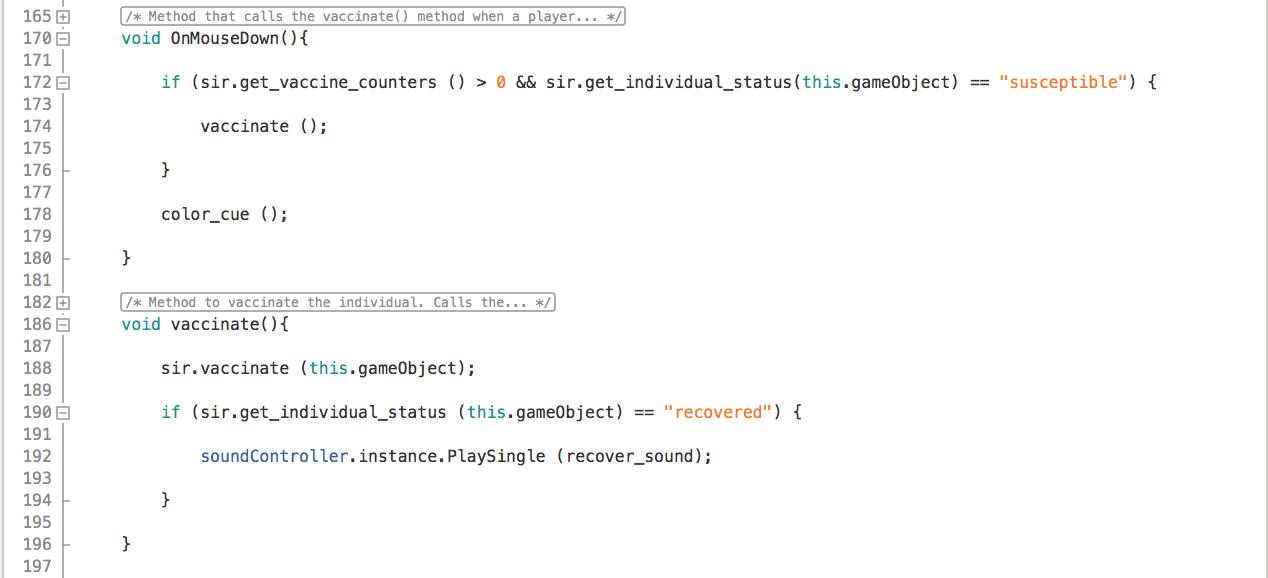 165 /* Method that calls the vaccinate() method when a player... */
170 void OnMouseDown(){
171
172 if (sir.get_vaccine_counters () > 0 && sir.get_individual_status(this.gameObject) == "susceptible") {
173
174 vaccinate ();
175
176 }
177
178 color_cue ();
179
180 }
181
182 /* Method to vaccinate the individual. Calls the... */
186 void vaccinate(){
187
188 sir.vaccinate (this.gameObject);
189
190 if (sir.get_individual_status (this.gameObject) == "recovered") {
191
192 soundController.instance.PlaySingle (recover_sound);
193
194 }
195
196 }
197